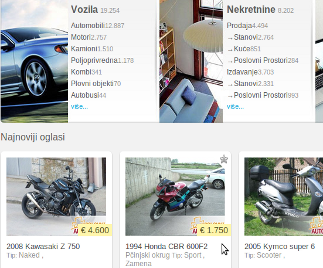 Vozila 19.254
Automobili 12.887
Motori 2.757
Kamioni 1.510
Poljoprivredna 1.178
Kombi 341
Plovni objekti 70
Autobusi 44
više...
Nekretnine 8.202
Prodaja 4.494
→Stanovi 2.764
→Kuće 851
→Poslovni Prostori 284
Izdavanje 3.703
→Stanovi 2.331
→Poslovni Prostori 993
više...
Najnoviji oglasi
€ 4.600
€ 1.750
AUTO
2008 Kawasaki Z 750
Tip: Naked ,
1994 Honda CBR 600F2
Pčinjski okrug Tip: Sport ,
Zamena
2005 Kymco super 6
Tip: Scooter ,